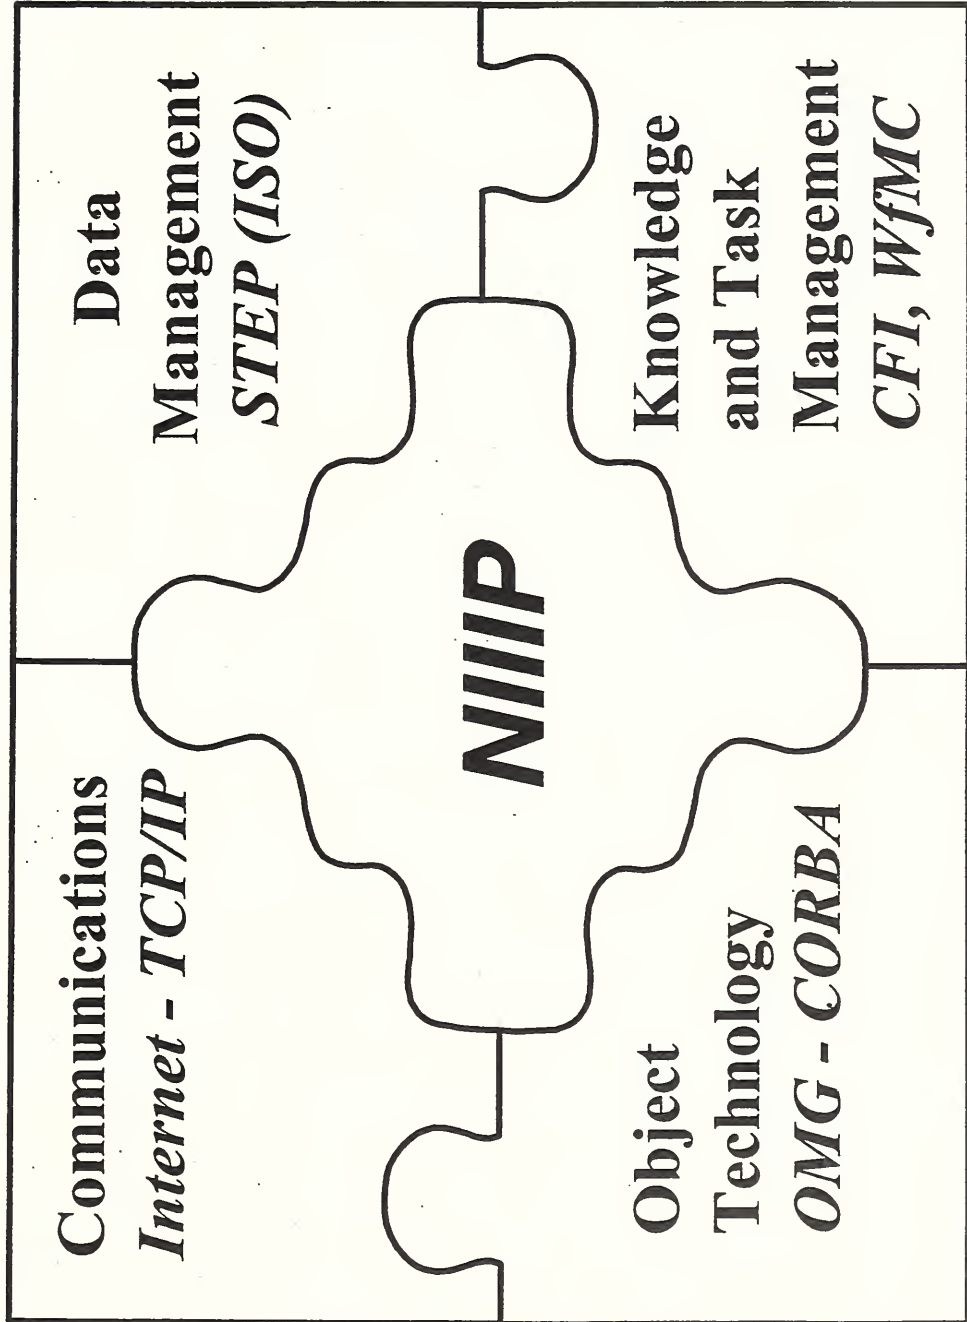 Communications
Internet - TCP/IP
Data
Management
STEP (ISO)
NIIIP
Object
Technology
OMG - CORBA
Knowledge
and Task
Management
CFI, WfMC